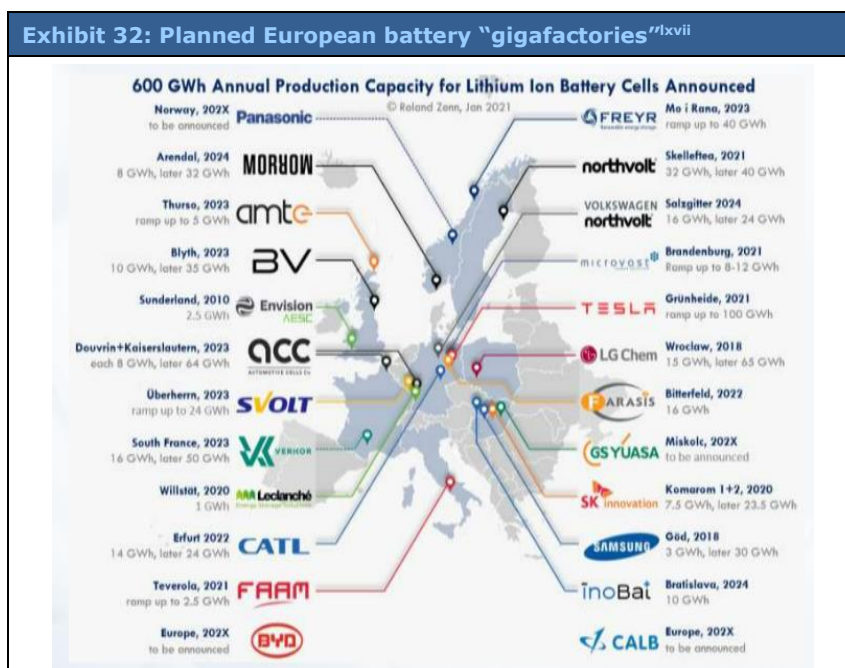 Exhibit 32: Planned European battery “gigafactories”lxvii
600 GWh Annual Production Capacity for Lithium Ion Battery Cells Announced
© Roland Zenn, Jan 2021
Norway, 202X
to be announced
Panasonic
Arendal, 2024
8 GWh, later 32 GWh
MORROW
Thurso, 2023
ramp up to 5 GWh
amte
Blyth, 2023
10 GWh, later 35 GWh
BV
Sunderland, 2010
2.5 GWh
Envision
AESC
Douvrin+Kaiserslautern, 2023
each 8 GWh, later 64 GWh
acc
AUTOMOTIVE CELLS Co
Überherrn, 2023
ramp up to 24 GWh
SVOLT
South France, 2023
16 GWh, later 50 GWh
VERKOR
Willstät, 2020
1 GWh
Leclanché
Erfurt 2022
14 GWh, later 24 GWh
CATL
Teverola, 2021
ramp up to 2.5 GWh
FAAM
Europe, 202X
to be announced
BYD
FREYR
Mo i Rana, 2023
ramp up to 40 GWh
northvolt
Skelleftea, 2021
32 GWh, later 40 GWh
VOLKSWAGEN
northvolt
Salzgitter 2024
16 GWh, later 24 GWh
microvast
Brandenburg, 2021
Ramp up to 8-12 GWh
TESLA
Grünheide, 2021
ramp up to 100 GWh
LG Chem
Wroclaw, 2018
15 GWh, later 65 GWh
FARASIS
Bitterfeld, 2022
16 GWh
GS YUASA
Miskolc, 202X
to be announced
SK innovation
Komarom 1+2, 2020
7.5 GWh, later 23.5 GWh
SAMSUNG
Göd, 2018
3 GWh, later 30 GWh
inoBat
Bratislava, 2024
10 GWh
CALB
Europe, 202X
to be announced